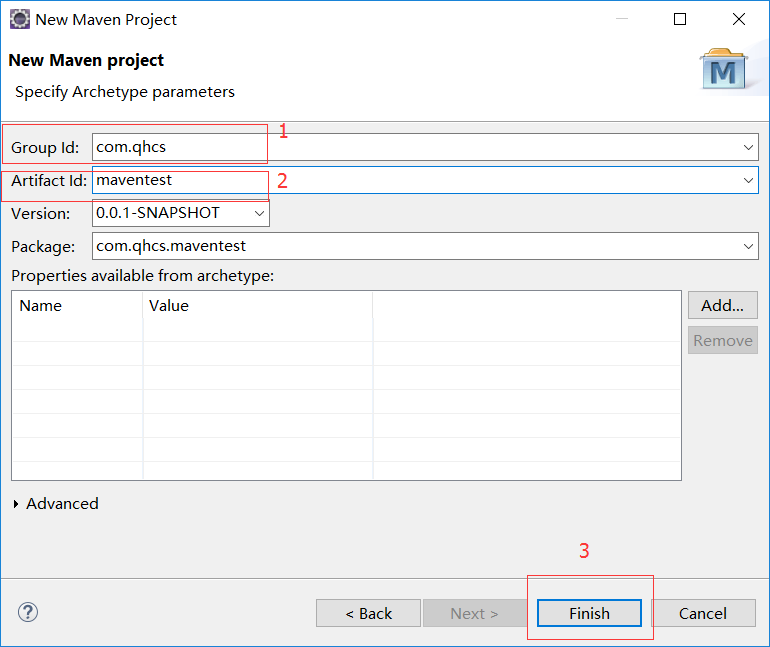 New Maven Project
New Maven project
Specify Archetype parameters
M
1
Group Id: com.qhcs
Artifact Id: maventest 2
Version: 0.0.1-SNAPSHOT
Package: com.qhcs.maventest
Properties available from archetype:
Name Value Add...
Remove
Advanced
3
? < Back Next > Finish Cancel